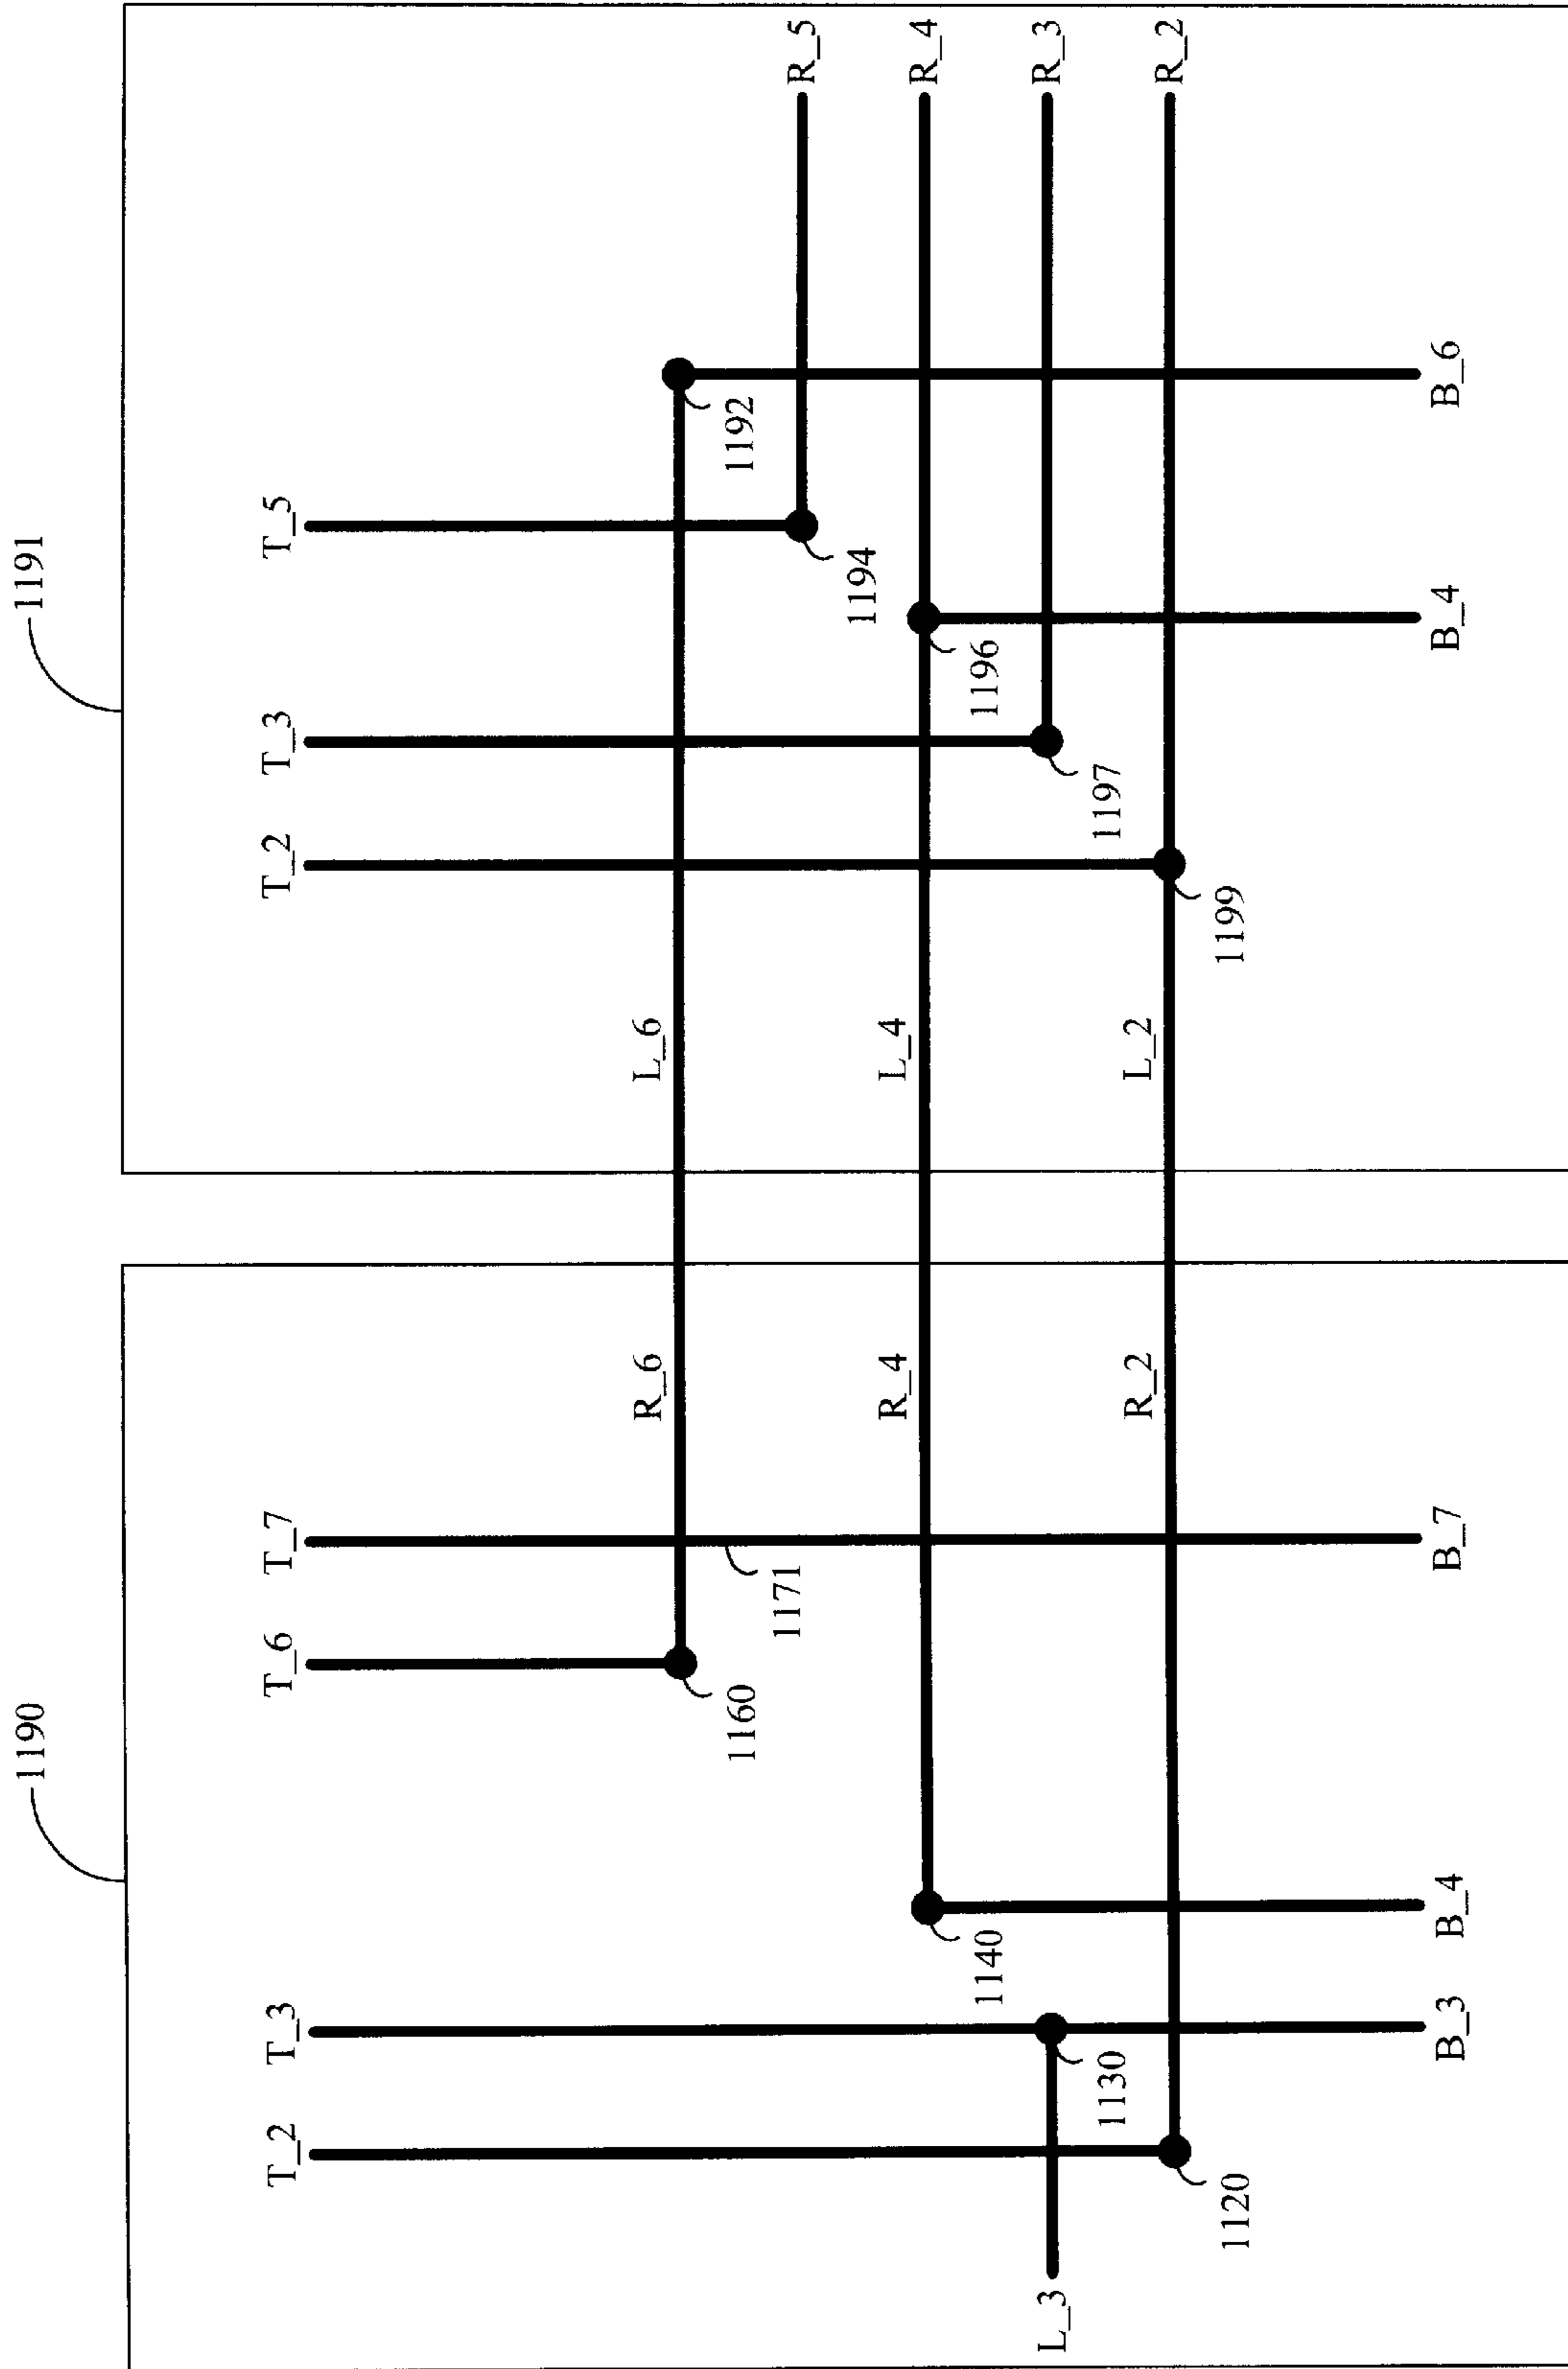 1190
1191
T_2
T_3
T_6
T_7
T_2
T_3
T_5
R_6
L_6
1160
1192
1171
R_5
1194
R_4
L_4
R_4
1140
1196
L_3
R_3
1130
1197
R_2
L_2
R_2
1120
1199
B_3
B_4
B_7
B_4
B_6